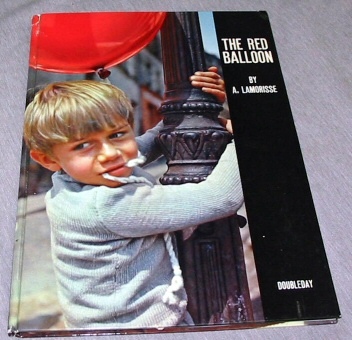 THE RED
BALLOON
BY
A. LAMORISSE
DOUBLEDAY